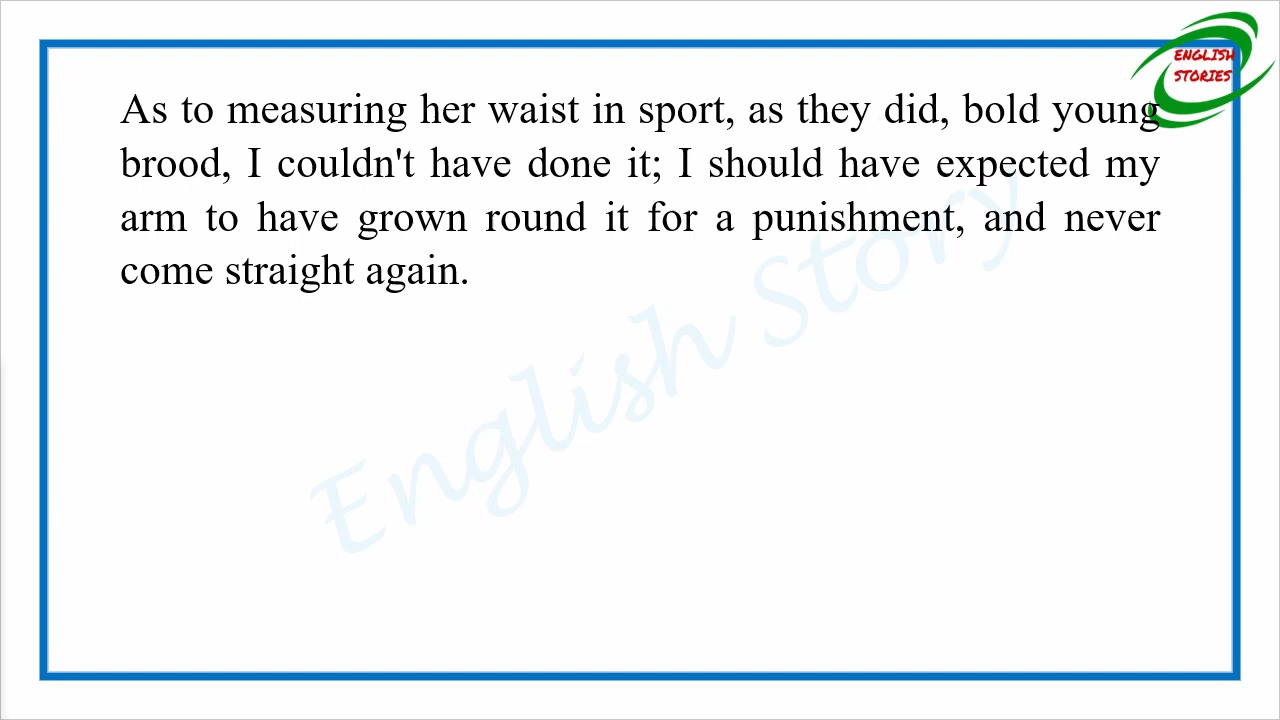 ENGLISH
STORIES
As to measuring her waist in sport, as they did, bold young
brood, I couldn't have done it; I should have expected my
arm to have grown round it for a punishment, and never
come straight again.
English Story